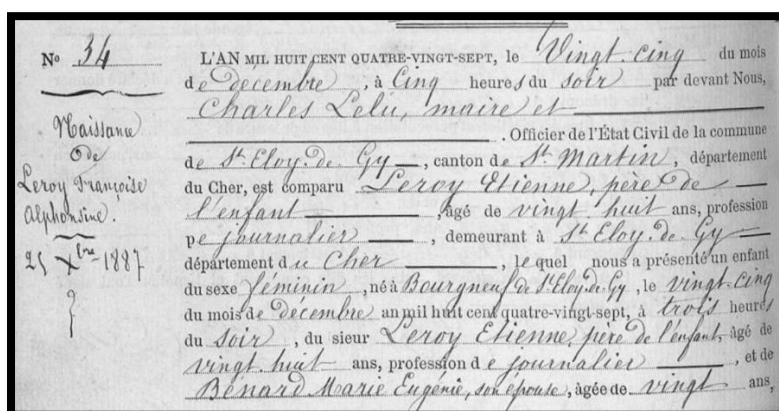 N° 34
Naissance
de
Leroy Françoise
Alphonsine.
25 Xbre 1887
L'AN MIL HUIT CENT QUATRE-VINGT-SEPT, le Vingt-cinq du mois
de décembre, à Cinq heures du soir par devant Nous,
Charles Lelu, maire et
. Officier de l'État Civil de la commune
de St. Eloy-de-Gy, canton de St. Martin, département
du Cher, est comparu Leroy Etienne, père de
l'enfant, âgé de vingt huit ans, profession
de journalier, demeurant à St. Eloy-de-Gy
département du Cher, lequel nous a présenté un enfant
du sexe féminin, né à Bourgneuf de St. Eloy-de-Gy, le vingt-cinq
du mois de décembre an mil huit cent quatre-vingt-sept, à trois heures
du soir, du sieur Leroy Etienne, père de l'enfant, âgé de
vingt huit ans, profession de journalier, et de
Bénard Marie Eugénie, son épouse, âgée de vingt ans,